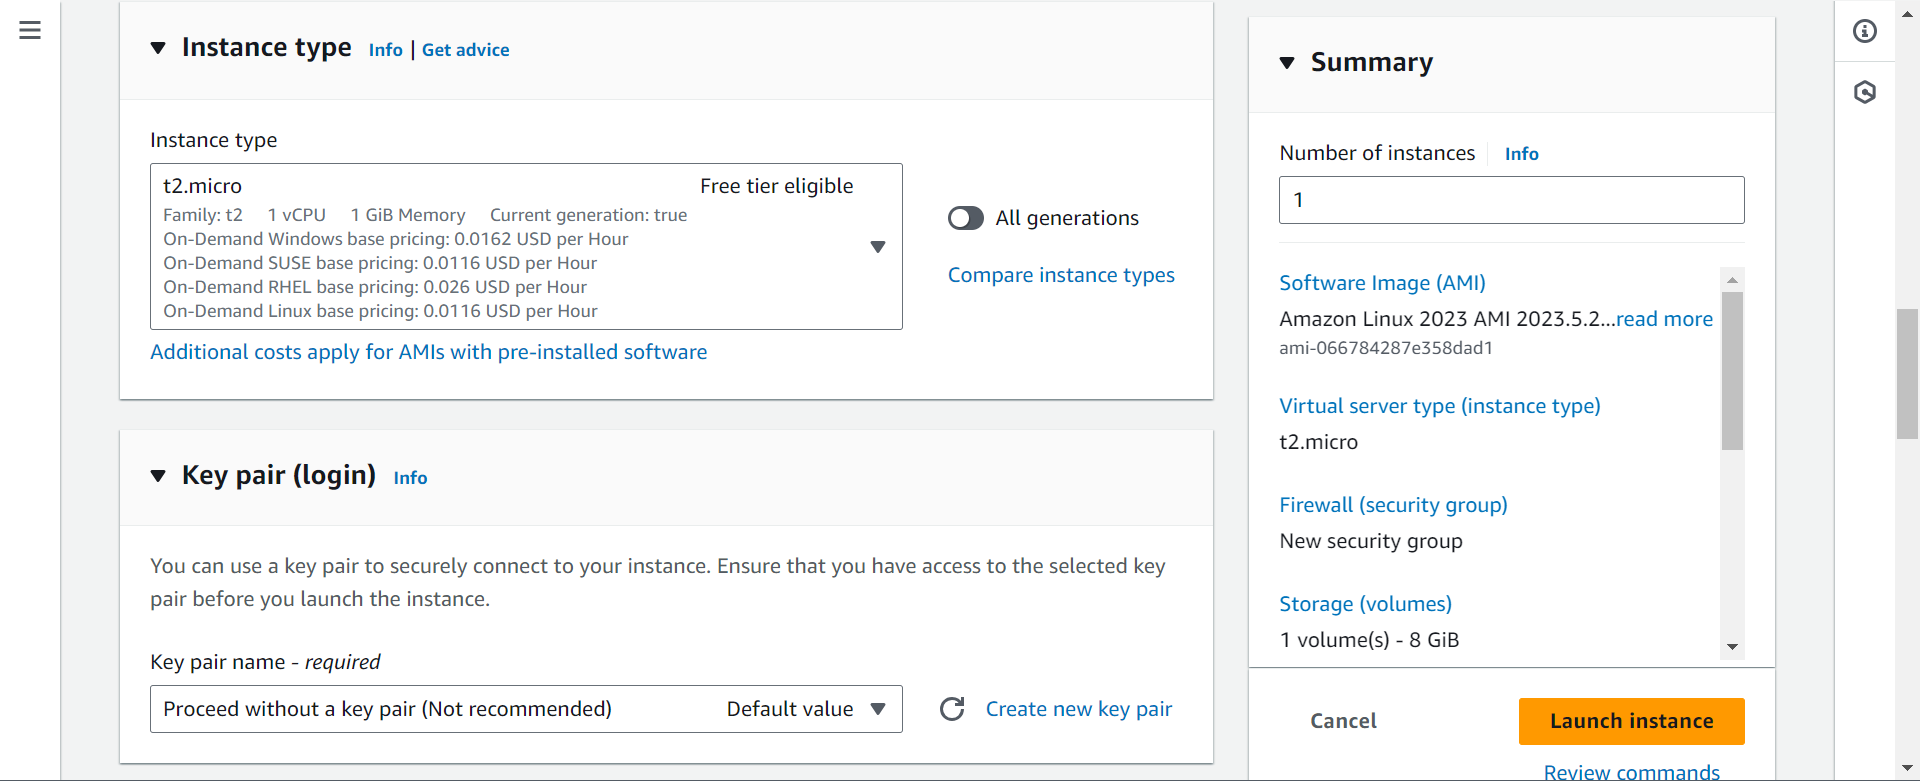 Instance type Info | Get advice
Instance type
t2.micro Free tier eligible
Family: t2 1 vCPU 1 GiB Memory Current generation: true
On-Demand Windows base pricing: 0.0162 USD per Hour
On-Demand SUSE base pricing: 0.0116 USD per Hour
On-Demand RHEL base pricing: 0.026 USD per Hour
On-Demand Linux base pricing: 0.0116 USD per Hour
All generations
Compare instance types
Additional costs apply for AMIs with pre-installed software
Key pair (login) Info
You can use a key pair to securely connect to your instance. Ensure that you have access to the selected key
pair before you launch the instance.
Key pair name - required
Proceed without a key pair (Not recommended) Default value
Create new key pair
Summary
Number of instances Info
1
Software Image (AMI)
Amazon Linux 2023 AMI 2023.5.2...read more
ami-066784287e358dad1
Virtual server type (instance type)
t2.micro
Firewall (security group)
New security group
Storage (volumes)
1 volume(s) - 8 GiB
Cancel
Launch instance
Review commands